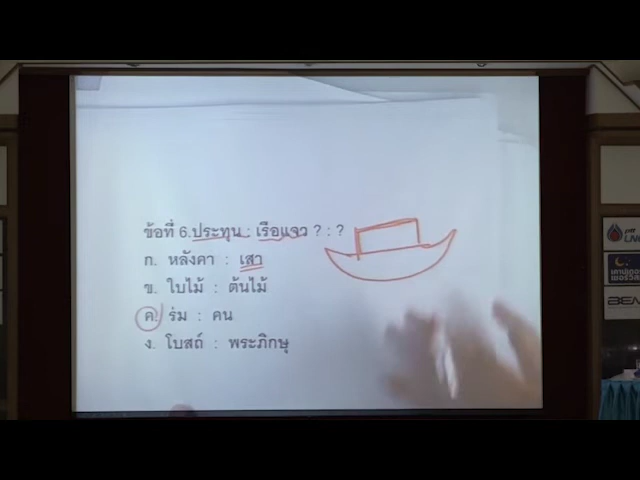 ข้อที่ 6.ประทุน : เรือแจว ? : ?
ก. หลังคา : เสา
ข. ใบไม้ : ต้นไม้
ค. ร่ม : คน
ง. โบสถ์ : พระภิกษุ
ptt